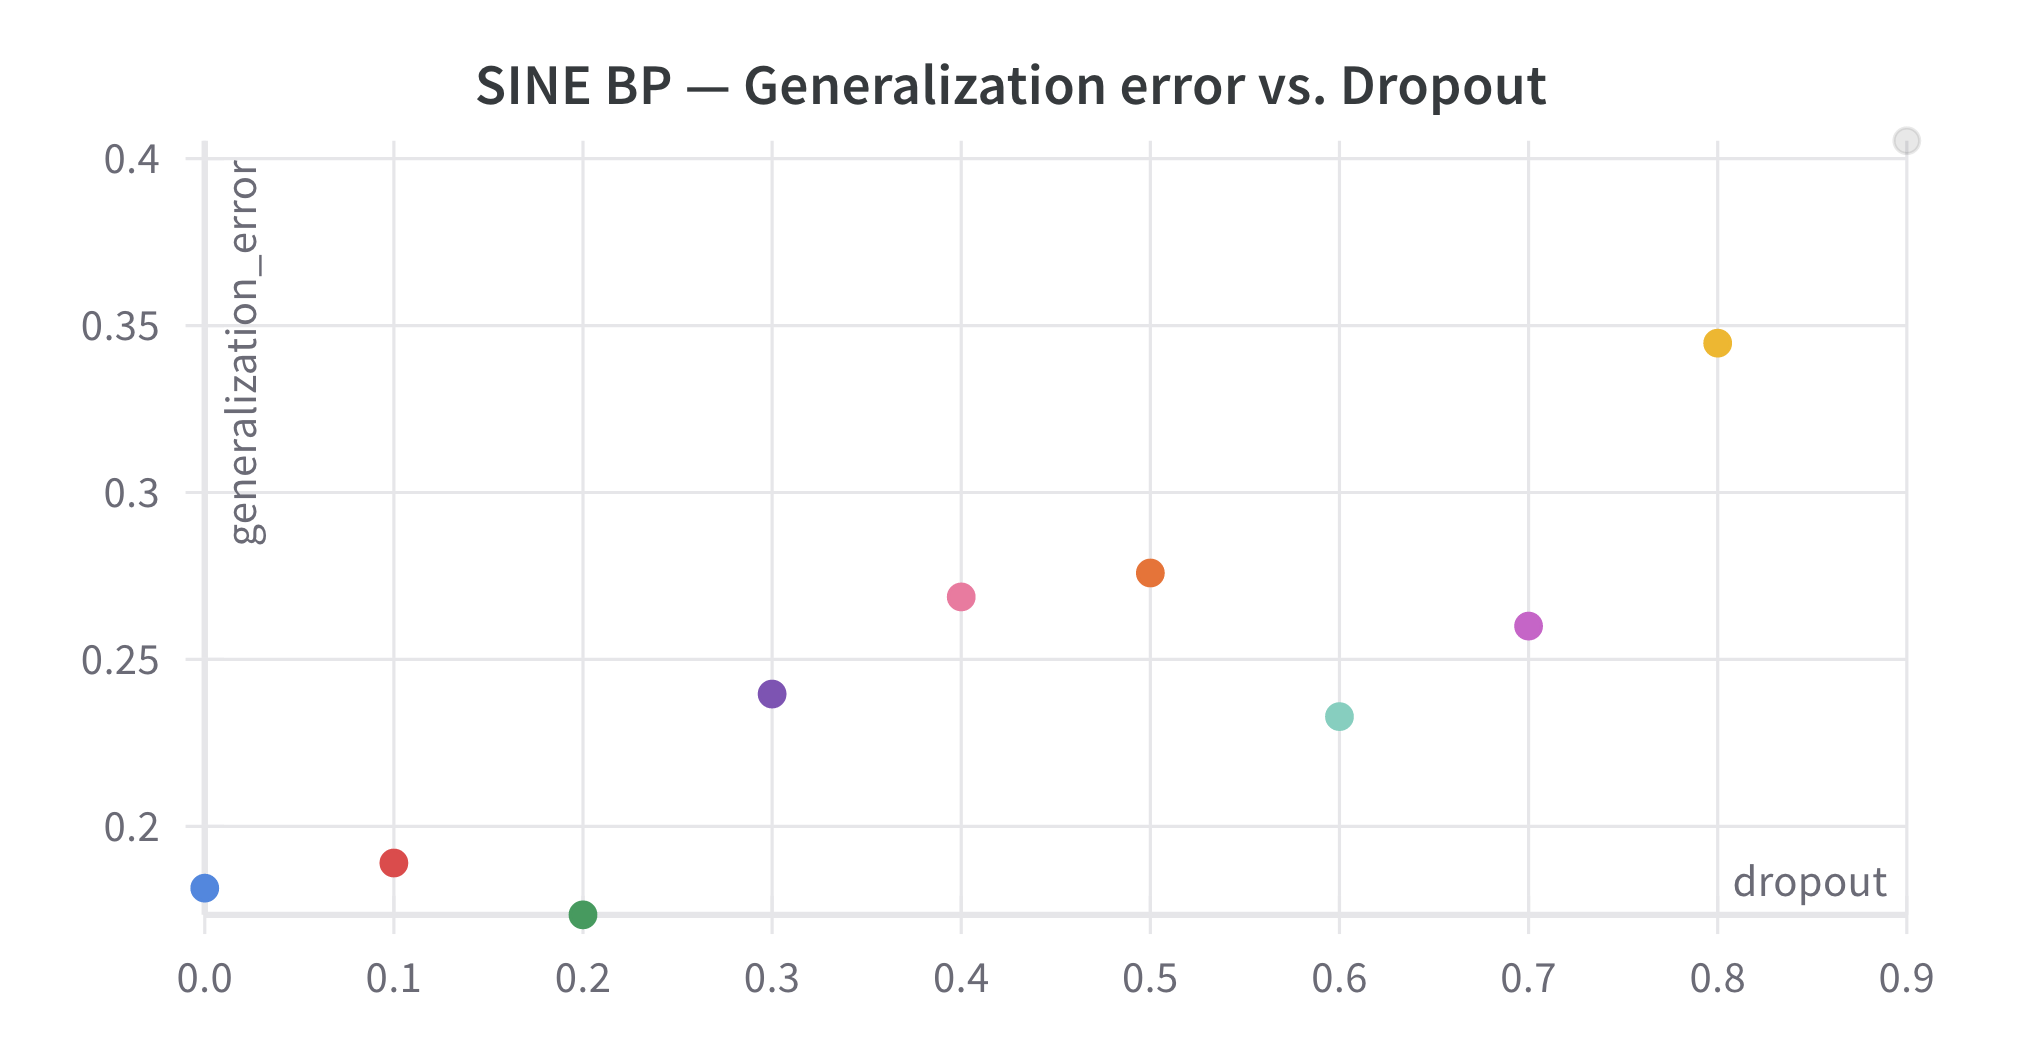 SINE BP — Generalization error vs. Dropout
0.4
0.35
0.3
0.25
0.2
generalization_error
dropout
0.0 0.1 0.2 0.3 0.4 0.5 0.6 0.7 0.8 0.9